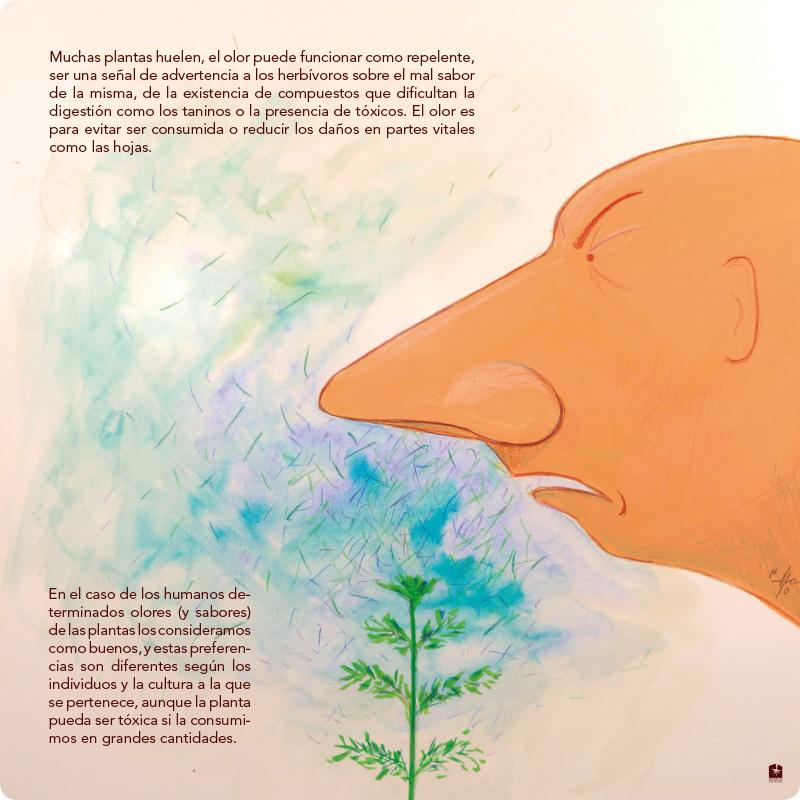 Muchas plantas huelen, el olor puede funcionar como repelente,
ser una señal de advertencia a los herbívoros sobre el mal sabor
de la misma, de la existencia de compuestos que dificultan la
digestión como los taninos o la presencia de tóxicos. El olor es
para evitar ser consumida o reducir los daños en partes vitales
como las hojas.
En el caso de los humanos de-
terminados olores (y sabores)
de las plantas los consideramos
como buenos, y estas preferen-
cias son diferentes según los
individuos y la cultura a la que
se pertenece, aunque la planta
pueda ser tóxica si la consumi-
mos en grandes cantidades.